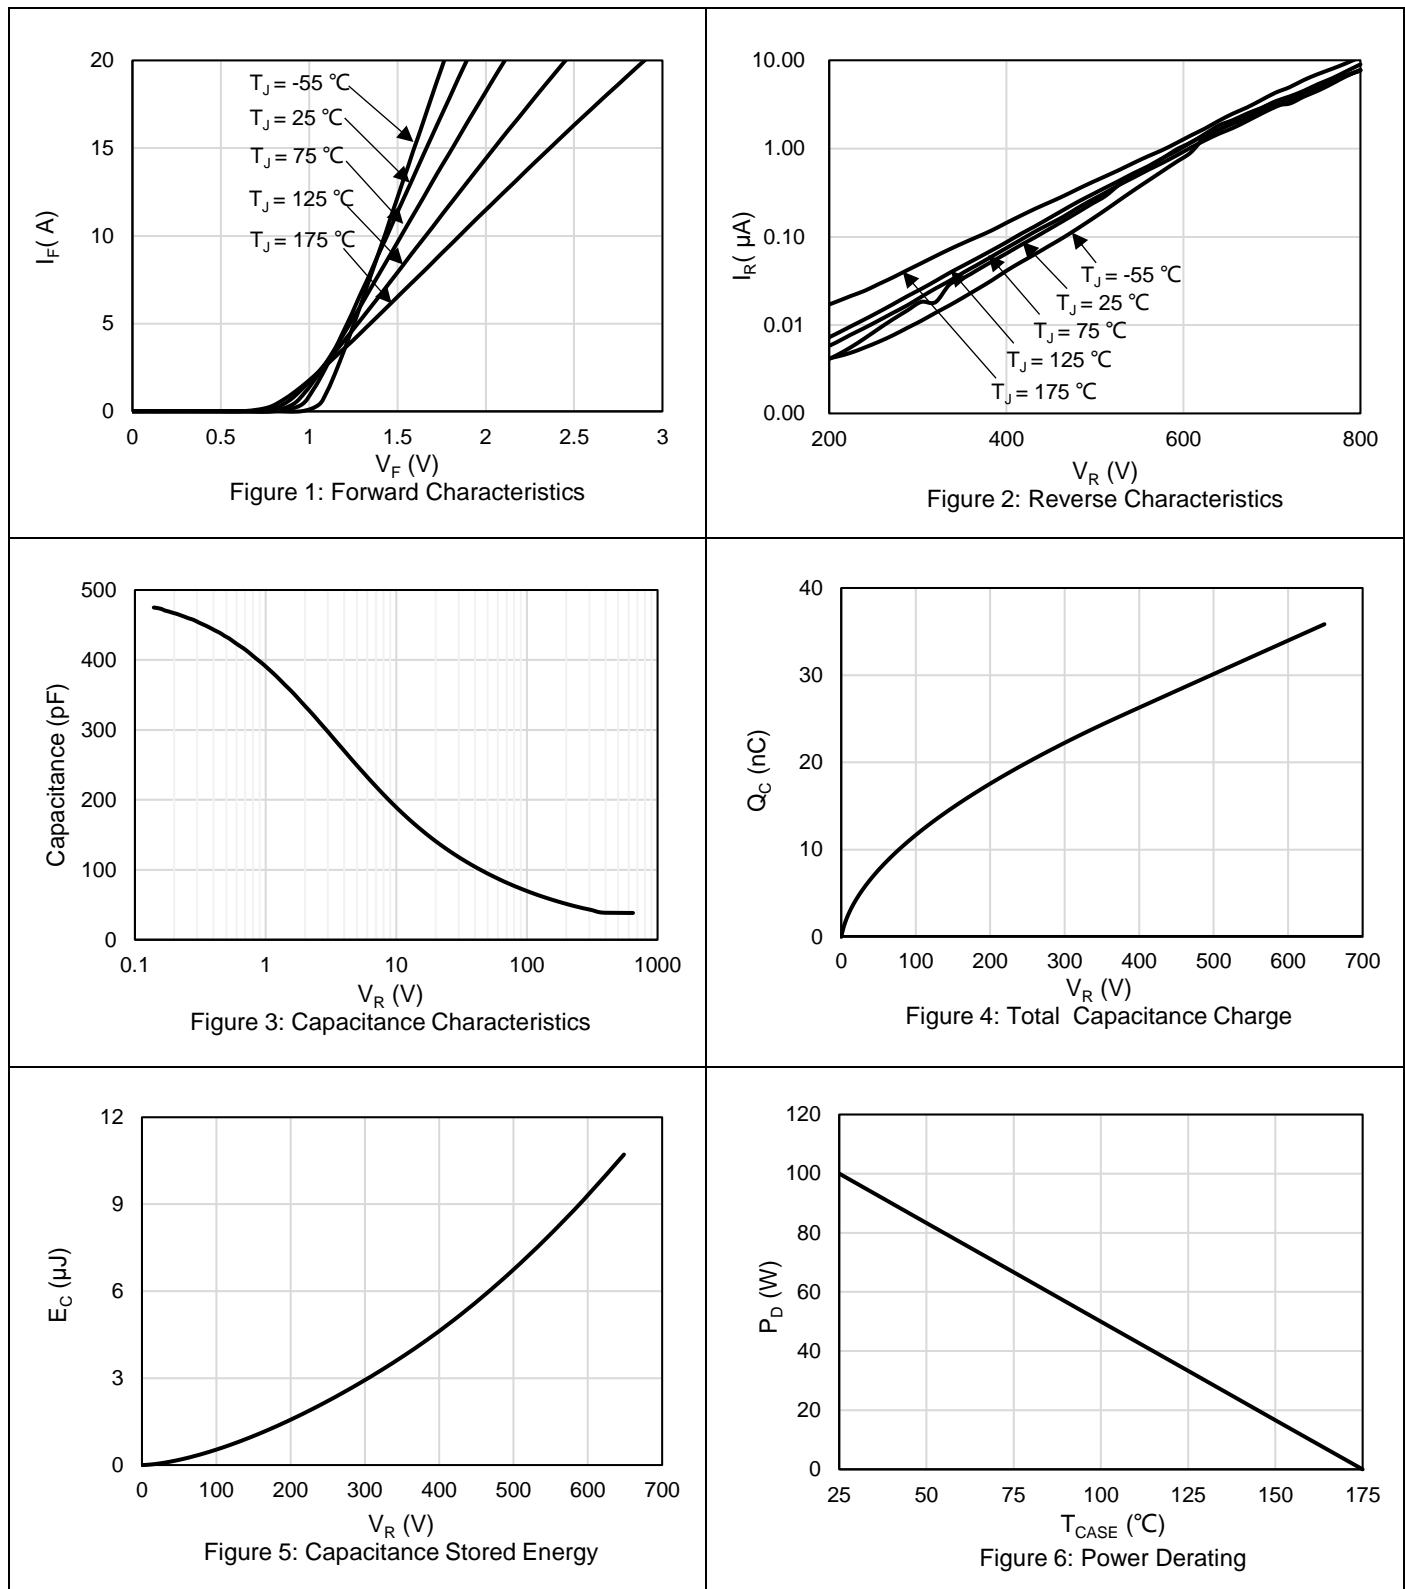 20
15
10
5
0
0 0.5 1 1.5 2 2.5 3
I_F( A)
T_J = -55 ℃
T_J = 25 ℃
T_J = 75 ℃
T_J = 125 ℃
T_J = 175 ℃
V_F (V)
Figure 1: Forward Characteristics
10.00
1.00
0.10
0.01
0.00
200 400 600 800
I_R( µA)
T_J = -55 ℃
T_J = 25 ℃
T_J = 75 ℃
T_J = 125 ℃
T_J = 175 ℃
V_R (V)
Figure 2: Reverse Characteristics
500
400
300
200
100
0
0.1 1 10 100 1000
Capacitance (pF)
V_R (V)
Figure 3: Capacitance Characteristics
40
30
20
10
0
0 100 200 300 400 500 600 700
Q_C (nC)
V_R (V)
Figure 4: Total Capacitance Charge
12
9
6
3
0
0 100 200 300 400 500 600 700
E_C (µJ)
V_R (V)
Figure 5: Capacitance Stored Energy
120
100
80
60
40
20
0
25 50 75 100 125 150 175
P_D (W)
T_CASE (℃)
Figure 6: Power Derating